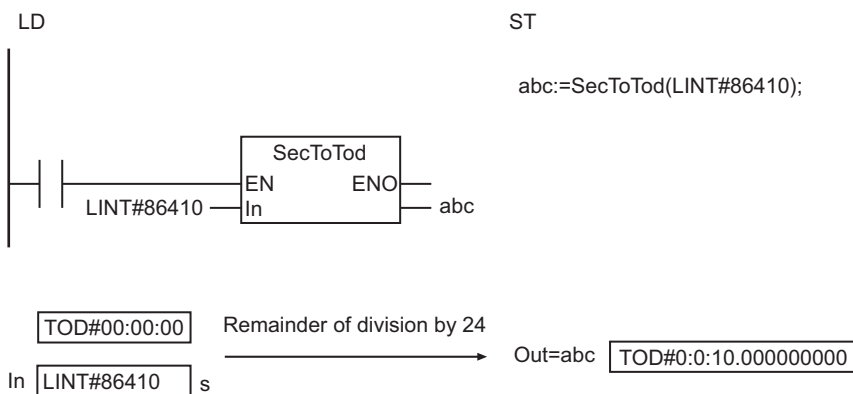 LD
ST
abc:=SecToTod(LINT#86410);
SecToTod
EN ENO
LINT#86410 In abc
TOD#00:00:00 Remainder of division by 24
Out=abc TOD#0:0:10.000000000
In LINT#86410 s